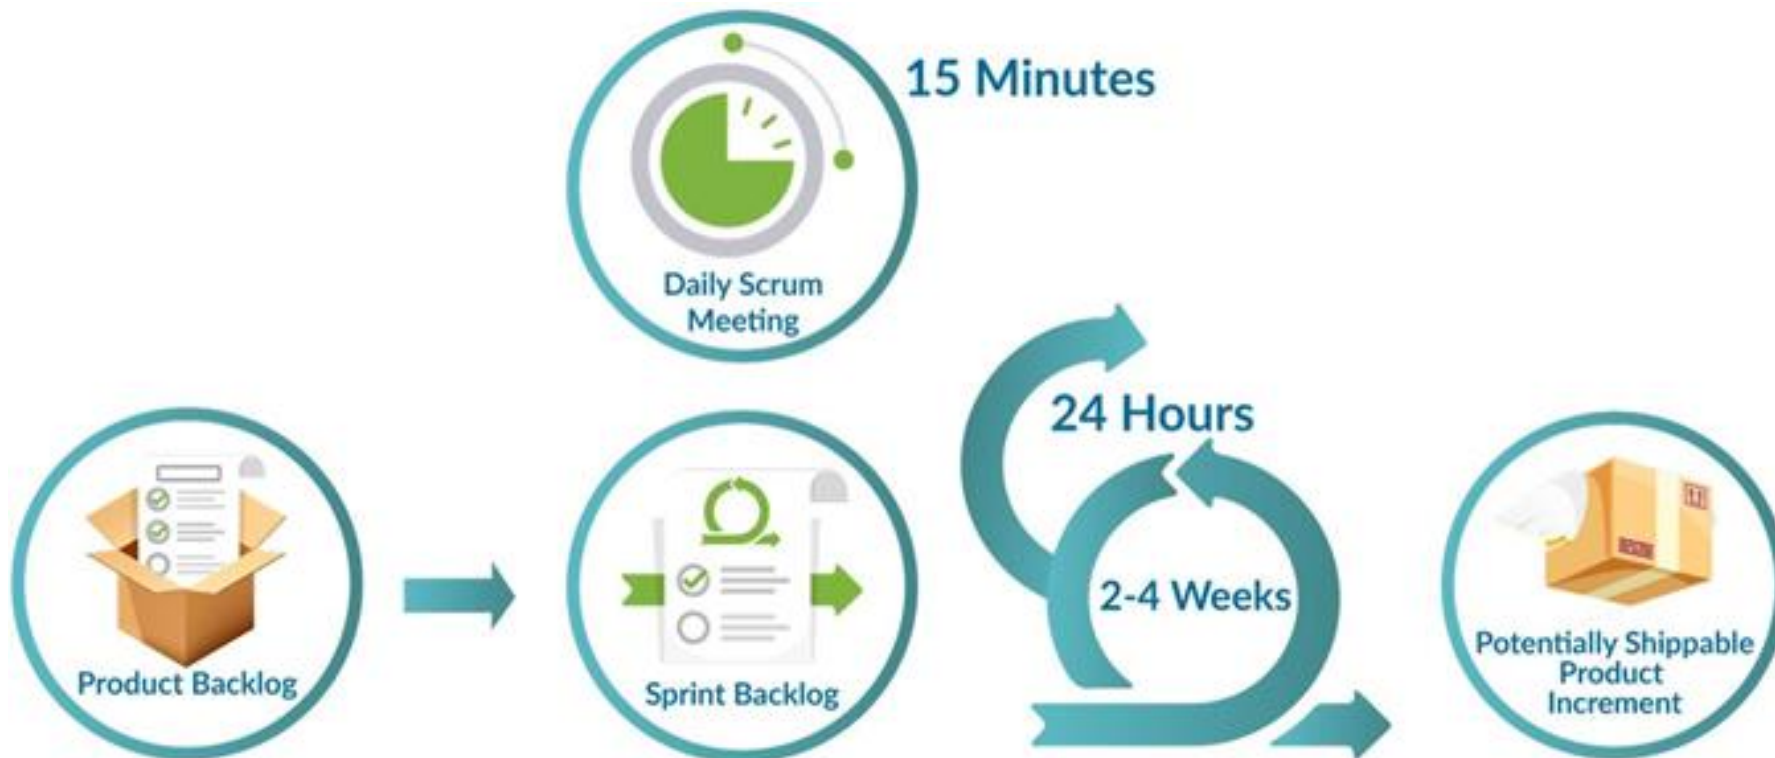 15 Minutes
Daily Scrum
Meeting
24 Hours
2-4 Weeks
Product Backlog
Sprint Backlog
Potentially Shippable
Product
Increment